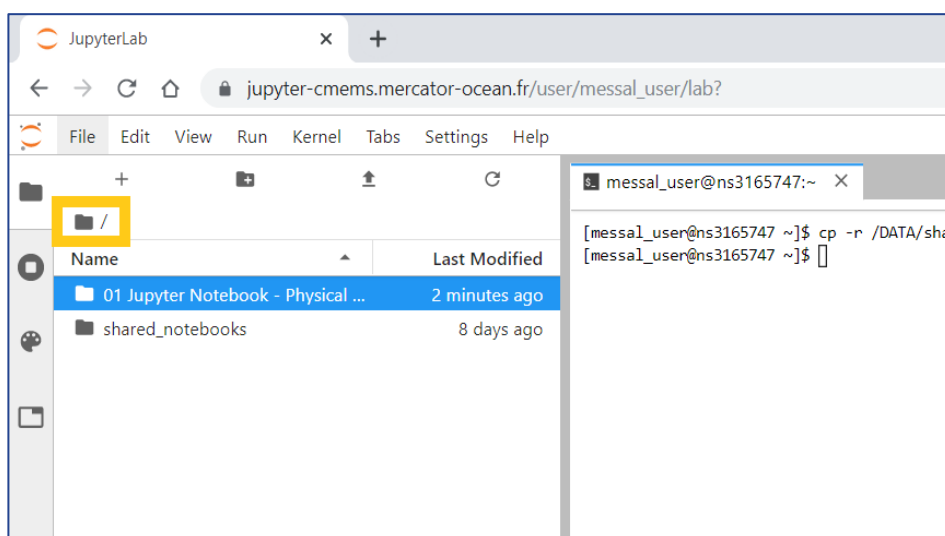 JupyterLab
jupyter-cmems.mercator-ocean.fr/user/messal_user/lab?
File Edit View Run Kernel Tabs Settings Help
messal_user@ns3165747:~
/
[messal_user@ns3165747 ~]$ cp -r /DATA/sha
[messal_user@ns3165747 ~]$
Name Last Modified
01 Jupyter Notebook - Physical ... 2 minutes ago
shared_notebooks 8 days ago